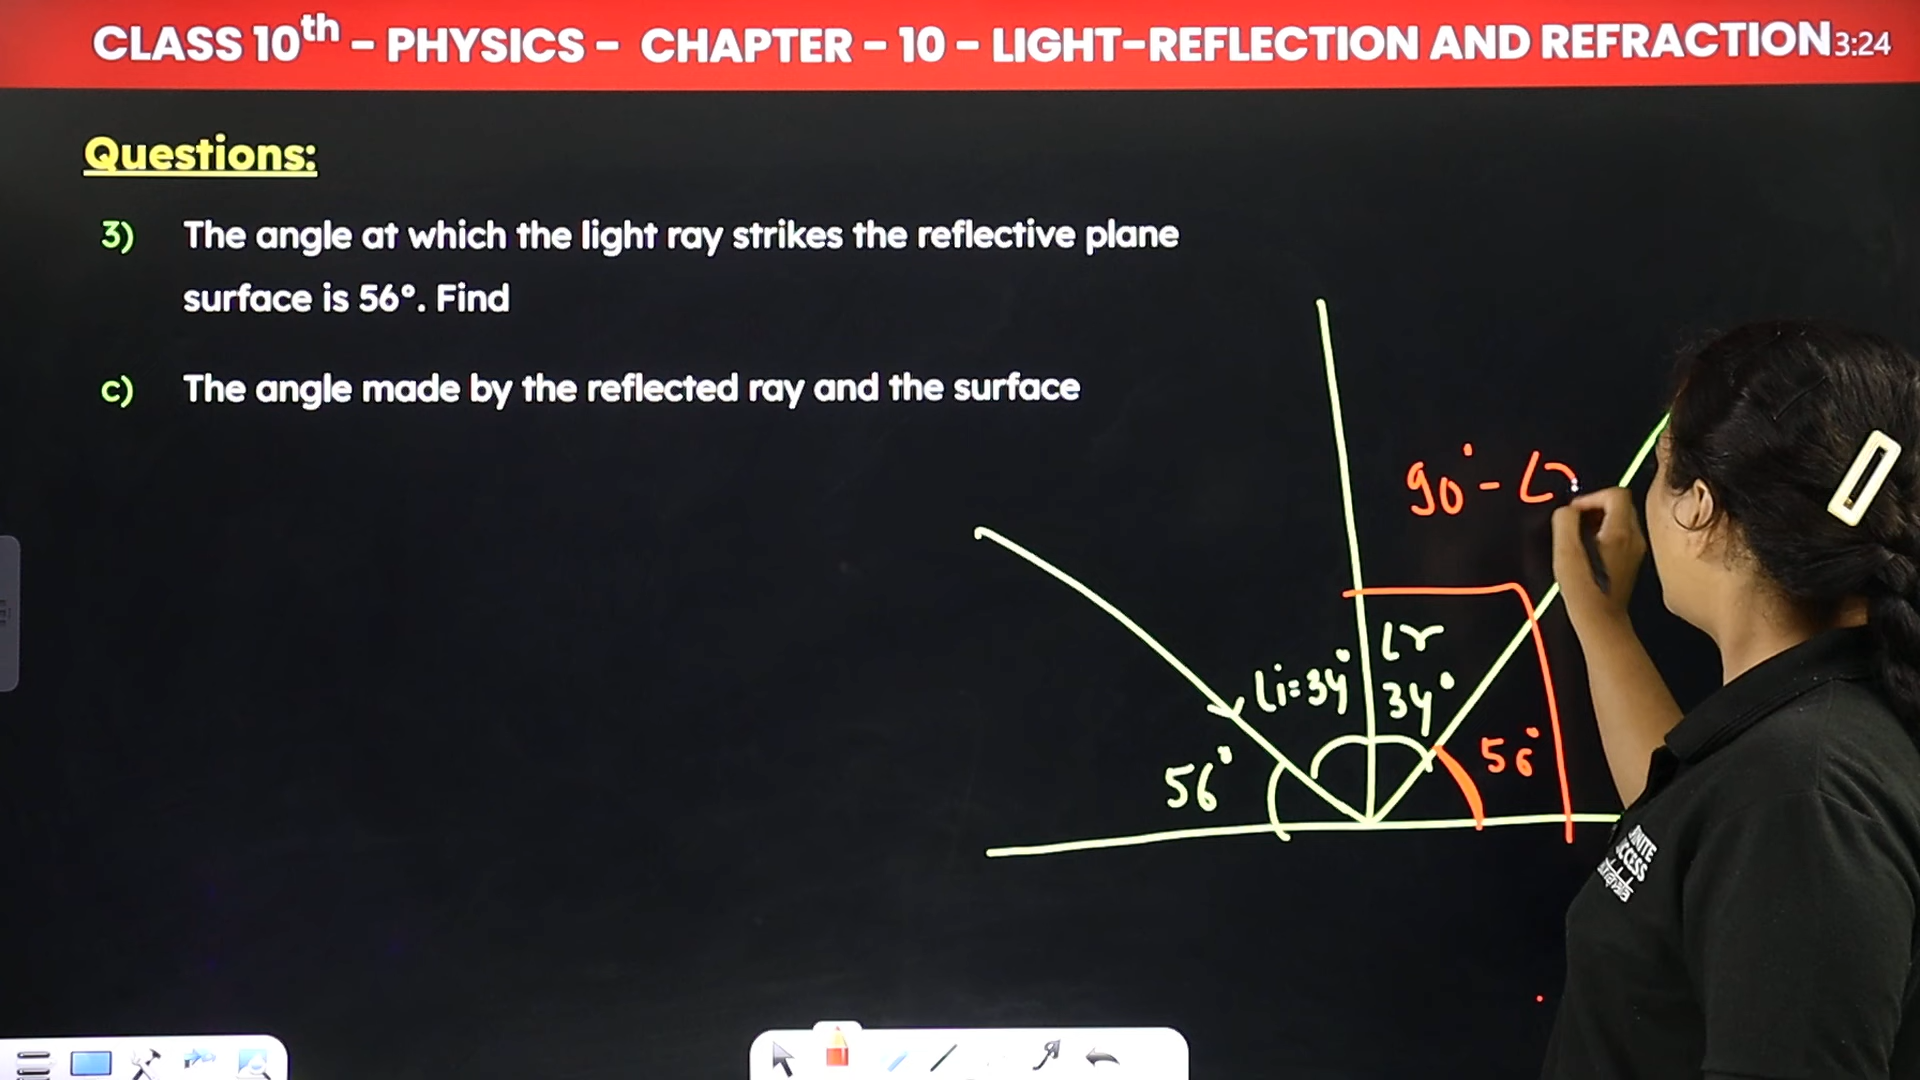 CLASS 10th - PHYSICS - CHAPTER - 10 - LIGHT-REFLECTION AND REFRACTION
3:24
Questions:
3) The angle at which the light ray strikes the reflective plane
surface is 56°. Find
c) The angle made by the reflected ray and the surface
90° - ∠
∠r
∠i=34°
34°
56°
56°